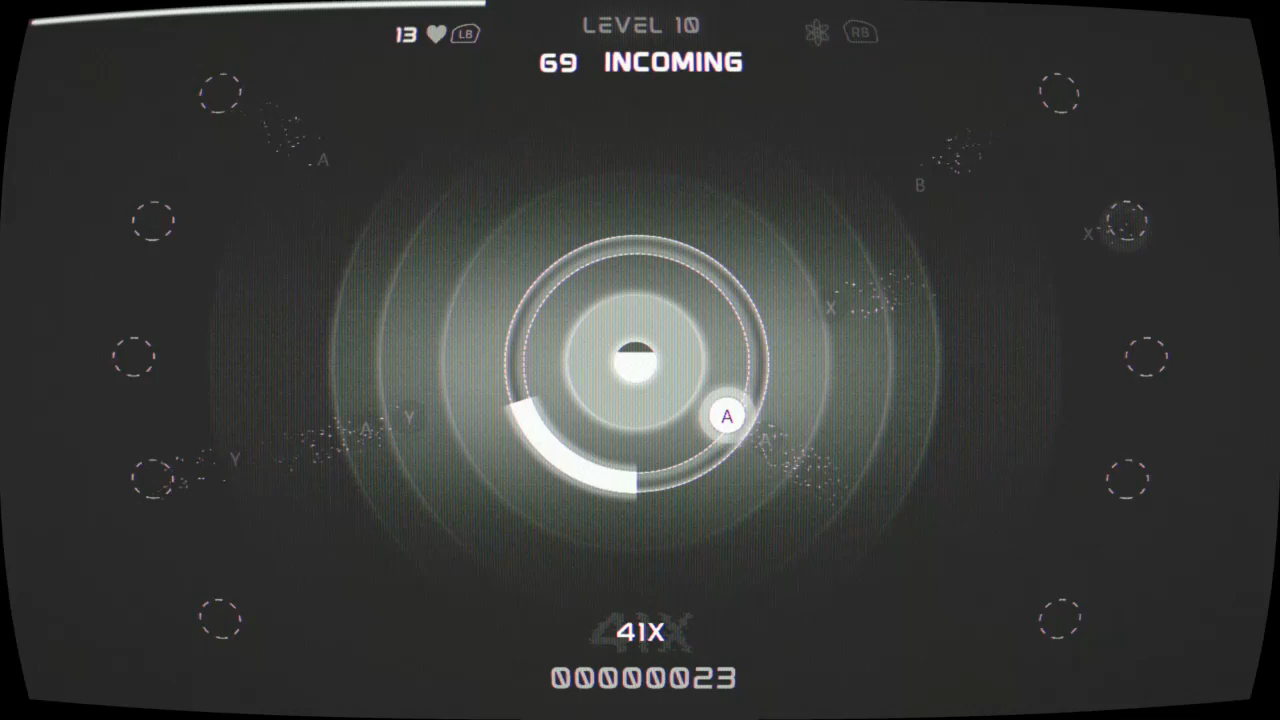 LEVEL 10
13 LB
RB
69 INCOMING
A
B
X
X
A
Y
A
A
Y
41X
00000023